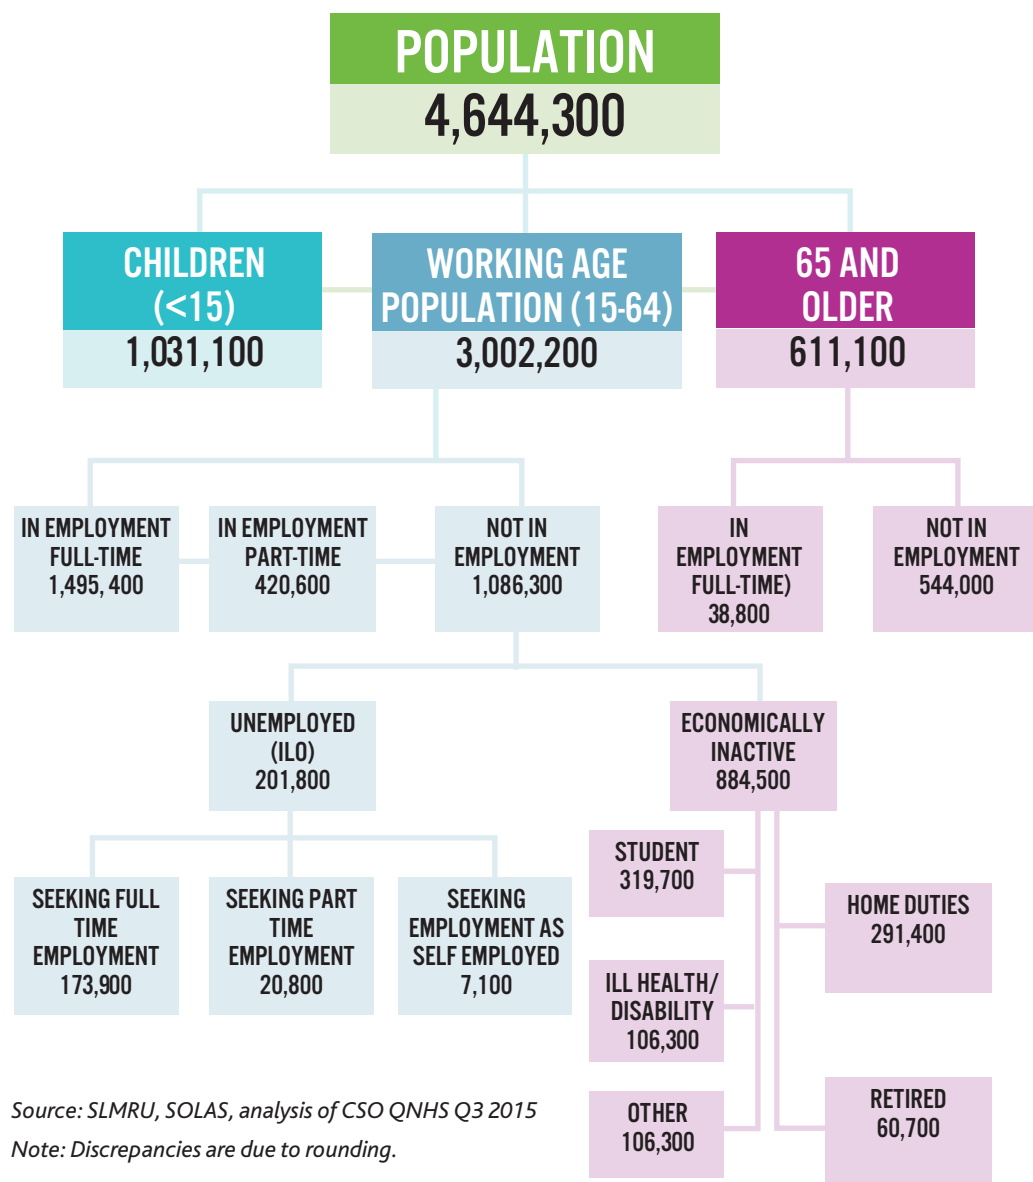 POPULATION
4,644,300
CHILDREN
(<15)
1,031,100
WORKING AGE
POPULATION (15-64)
3,002,200
65 AND
OLDER
611,100
IN EMPLOYMENT
FULL-TIME
1,495, 400
IN EMPLOYMENT
PART-TIME
420,600
NOT IN
EMPLOYMENT
1,086,300
IN
EMPLOYMENT
FULL-TIME)
38,800
NOT IN
EMPLOYMENT
544,000
UNEMPLOYED
(ILO)
201,800
ECONOMICALLY
INACTIVE
884,500
SEEKING FULL
TIME
EMPLOYMENT
173,900
SEEKING PART
TIME
EMPLOYMENT
20,800
SEEKING
EMPLOYMENT AS
SELF EMPLOYED
7,100
STUDENT
319,700
HOME DUTIES
291,400
ILL HEALTH/
DISABILITY
106,300
OTHER
106,300
RETIRED
60,700
Source: SLMRU, SOLAS, analysis of CSO QNHS Q3 2015
Note: Discrepancies are due to rounding.